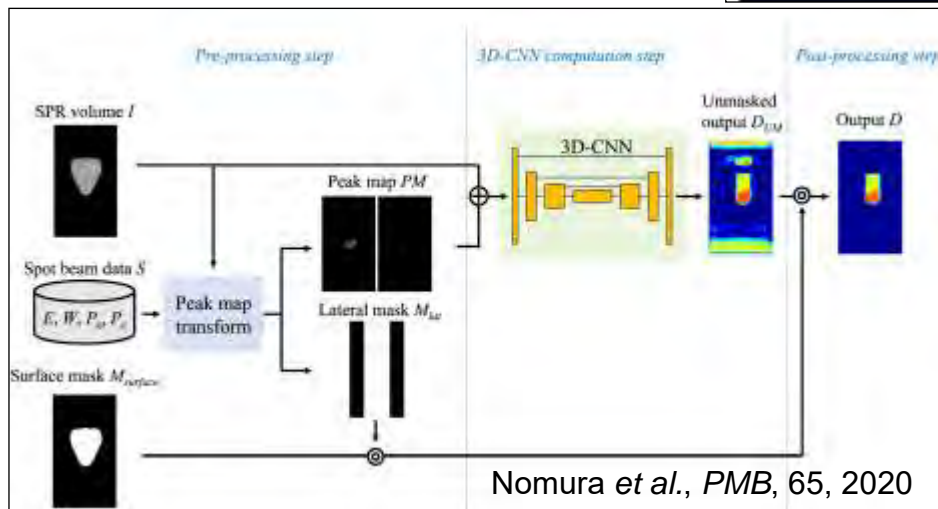 Pre-processing step
3D-CNN computation step
Post-processing step
SPR volume I
Unmasked
output D_UM
Output D
3D-CNN
Peak map PM
Spot beam data S
E, W,
Peak map
transform
Lateral mask M_lat
Surface mask M_surface
Nomura et al., PMB, 65, 2020